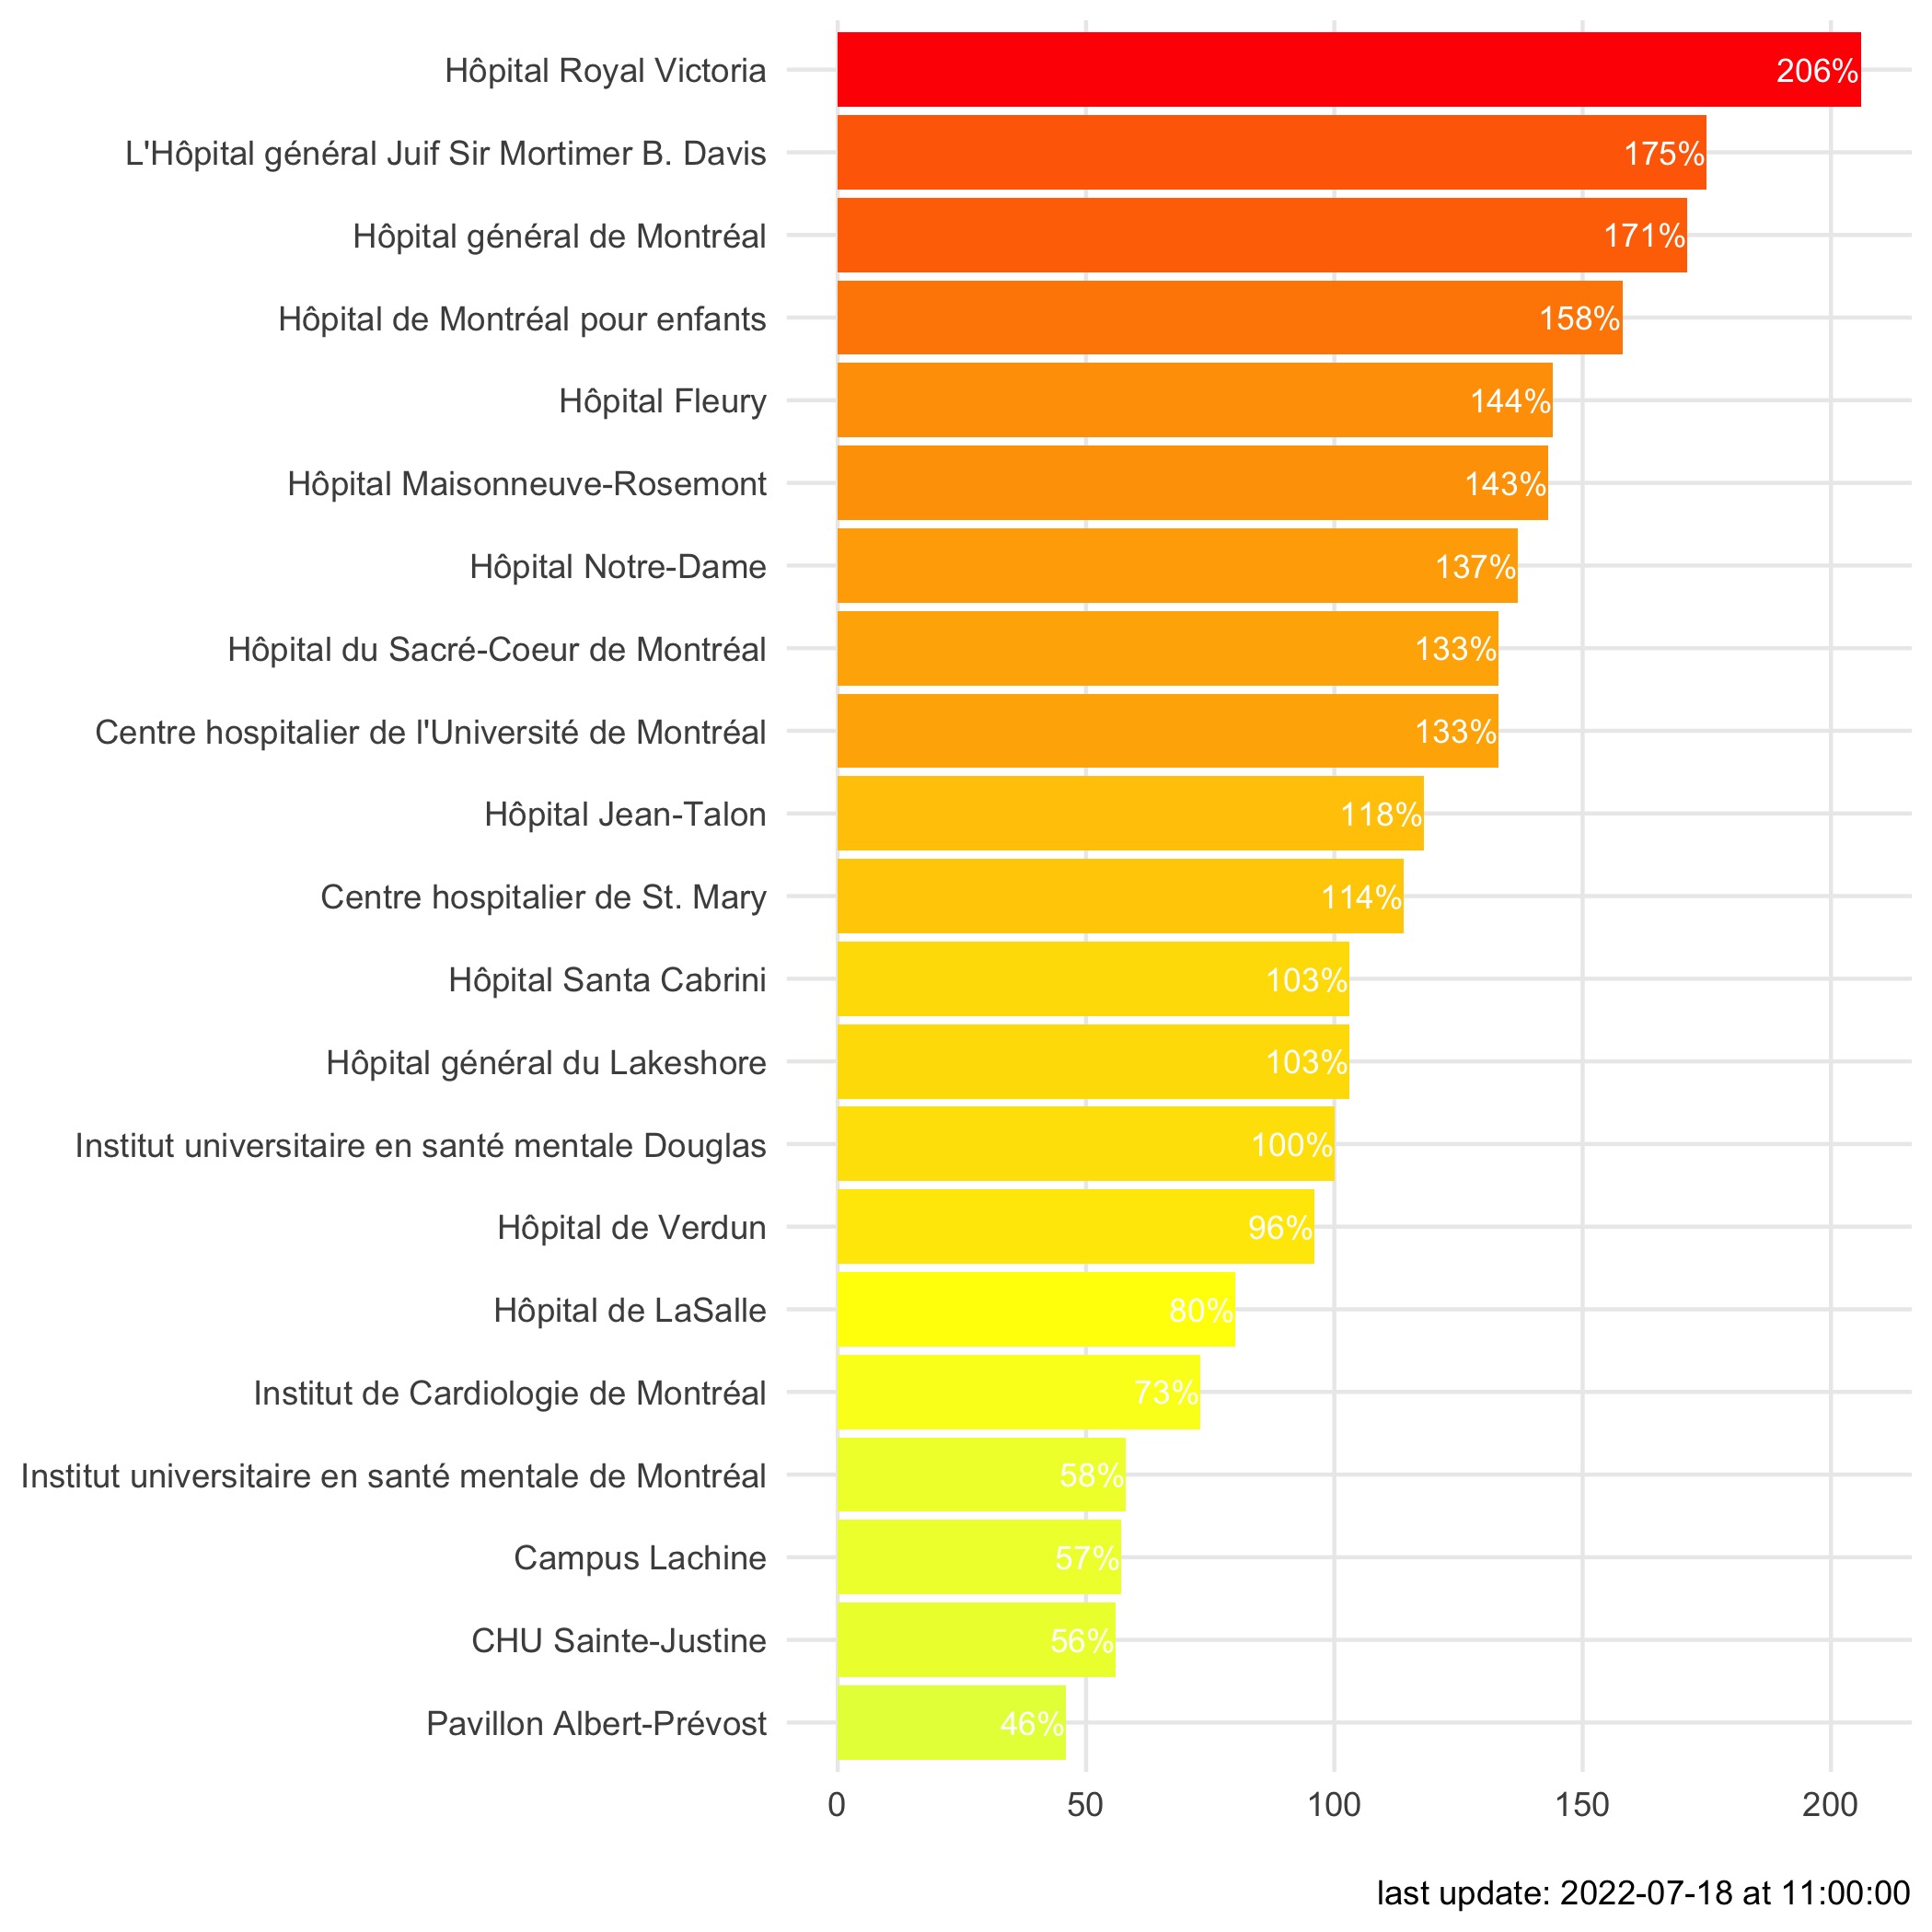 Hôpital Royal Victoria 206%
L'Hôpital général Juif Sir Mortimer B. Davis 175%
Hôpital général de Montréal 171%
Hôpital de Montréal pour enfants 158%
Hôpital Fleury 144%
Hôpital Maisonneuve-Rosemont 143%
Hôpital Notre-Dame 137%
Hôpital du Sacré-Coeur de Montréal 133%
Centre hospitalier de l'Université de Montréal 133%
Hôpital Jean-Talon 118%
Centre hospitalier de St. Mary 114%
Hôpital Santa Cabrini 103%
Hôpital général du Lakeshore 103%
Institut universitaire en santé mentale Douglas 100%
Hôpital de Verdun 96%
Hôpital de LaSalle 80%
Institut de Cardiologie de Montréal 73%
Institut universitaire en santé mentale de Montréal 58%
Campus Lachine 57%
CHU Sainte-Justine 56%
Pavillon Albert-Prévost 46%
0 50 100 150 200
last update: 2022-07-18 at 11:00:00